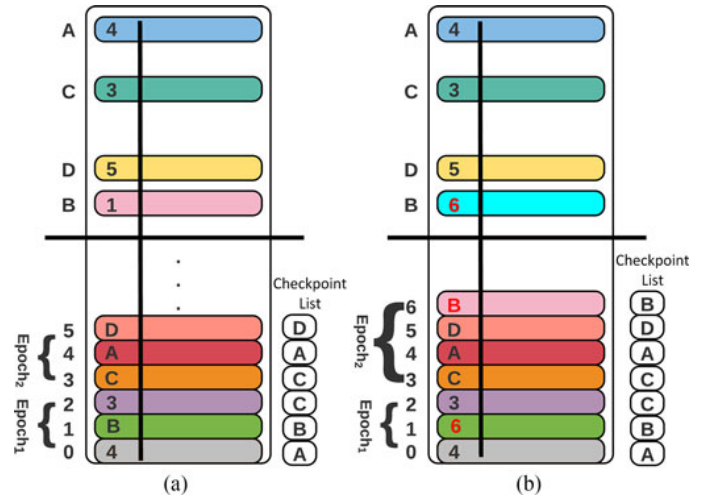 A 4
C 3
D 5
B 1
Checkpoint
List
5 D D
4 A A
3 C C
2 3 C
1 B B
0 4 A
Epoch2
Epoch1
(a)
A 4
C 3
D 5
B 6
Checkpoint
List
6 B B
5 D D
4 A A
3 C C
2 3 C
1 6 B
0 4 A
Epoch2
Epoch1
(b)